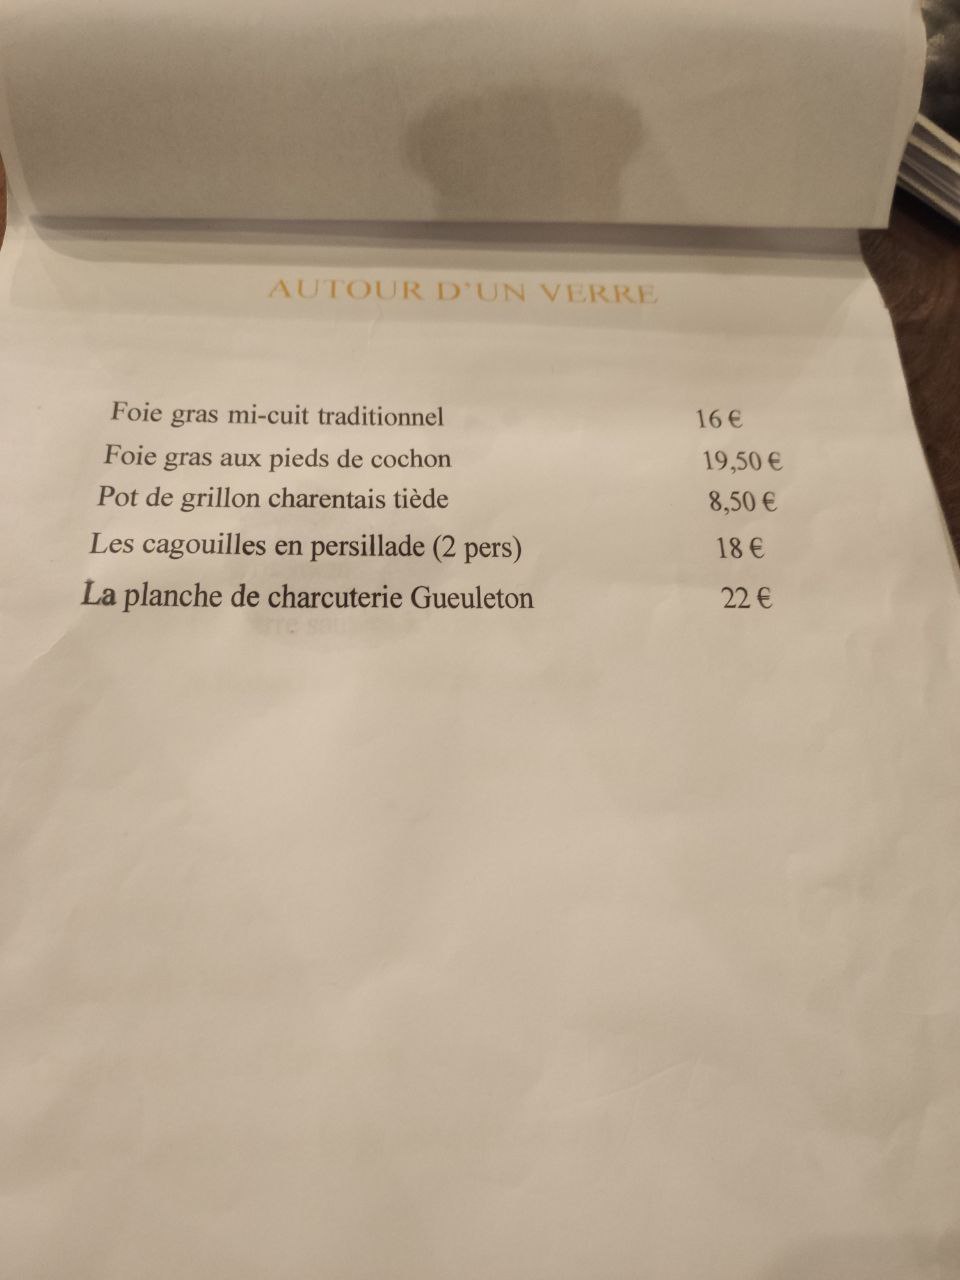 AUTOUR D'UN VERRE
Foie gras mi-cuit traditionnel 16 €
Foie gras aux pieds de cochon 19,50 €
Pot de grillon charentais tiède 8,50 €
Les cagouilles en persillade (2 pers) 18 €
La planche de charcuterie Gueuleton 22 €